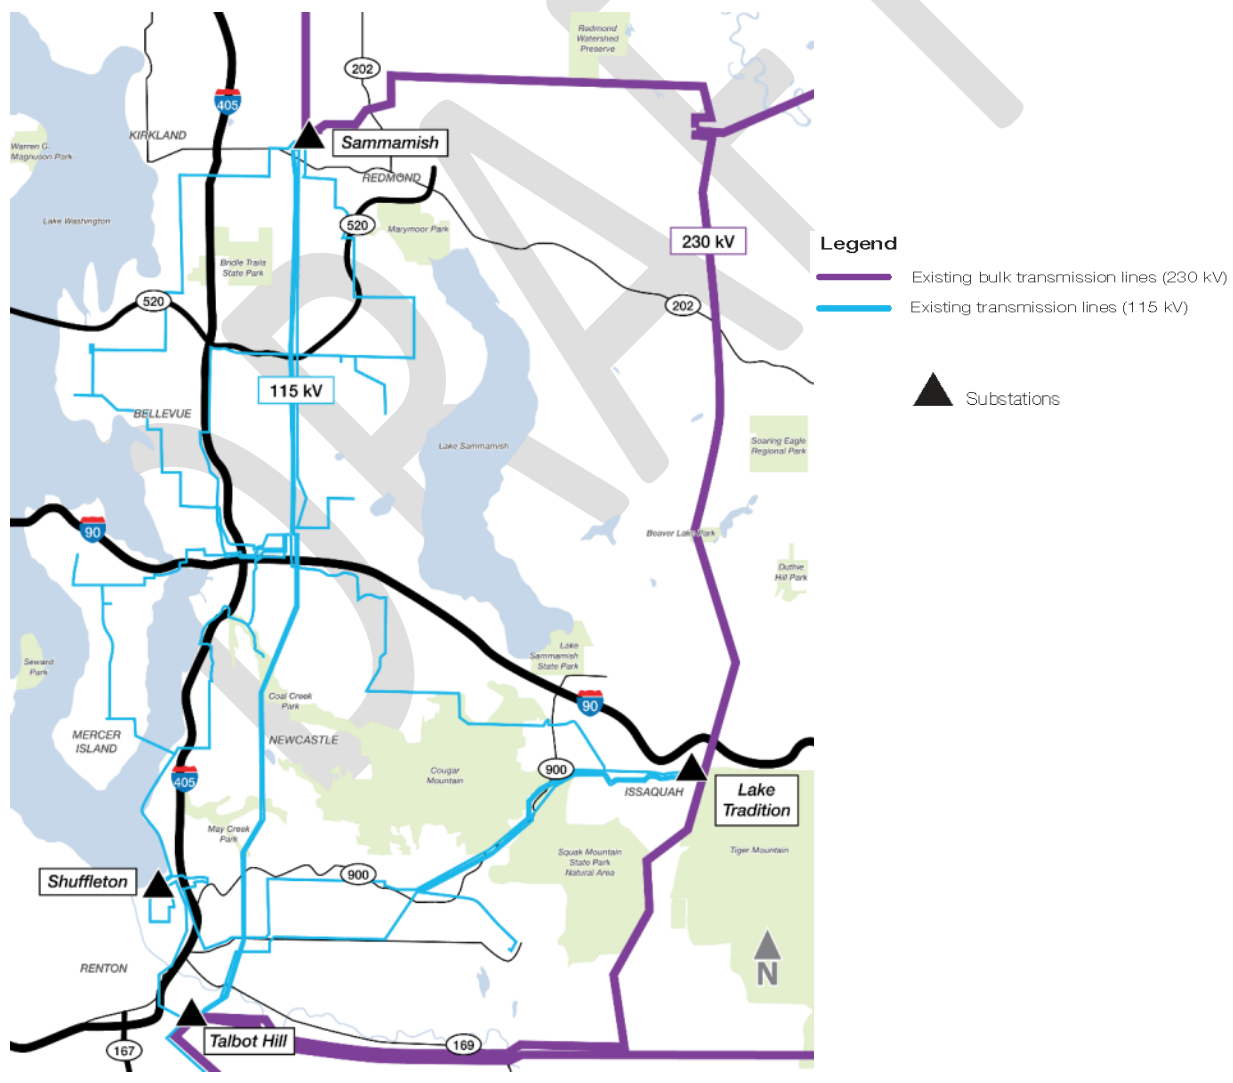 Redmond
Watershed
Preserve
202
405
KIRKLAND
Sammamish
Warren G.
Magnuson Park
REDMOND
Lake Washington
520
Marymoor Park
230 kV
Legend
Bridle Trails
State Park
Existing bulk transmission lines (230 kV)
520
202
Existing transmission lines (115 kV)
115 kV
Substations
BELLEVUE
Lake Sammamish
Soaring Eagle
Regional Park
90
Beaver Lake Park
Duthie
Hill Park
Seward
Park
Lake
Sammamish
State Park
Coal Creek
Park
90
MERCER
ISLAND
NEWCASTLE
405
Cougar
Mountain
900
ISSAQUAH
Lake
Tradition
May Creek
Park
Squak Mountain
State Park
Natural Area
Tiger Mountain
Shuffleton
900
RENTON
N
Talbot Hill
169
167
DRAFT